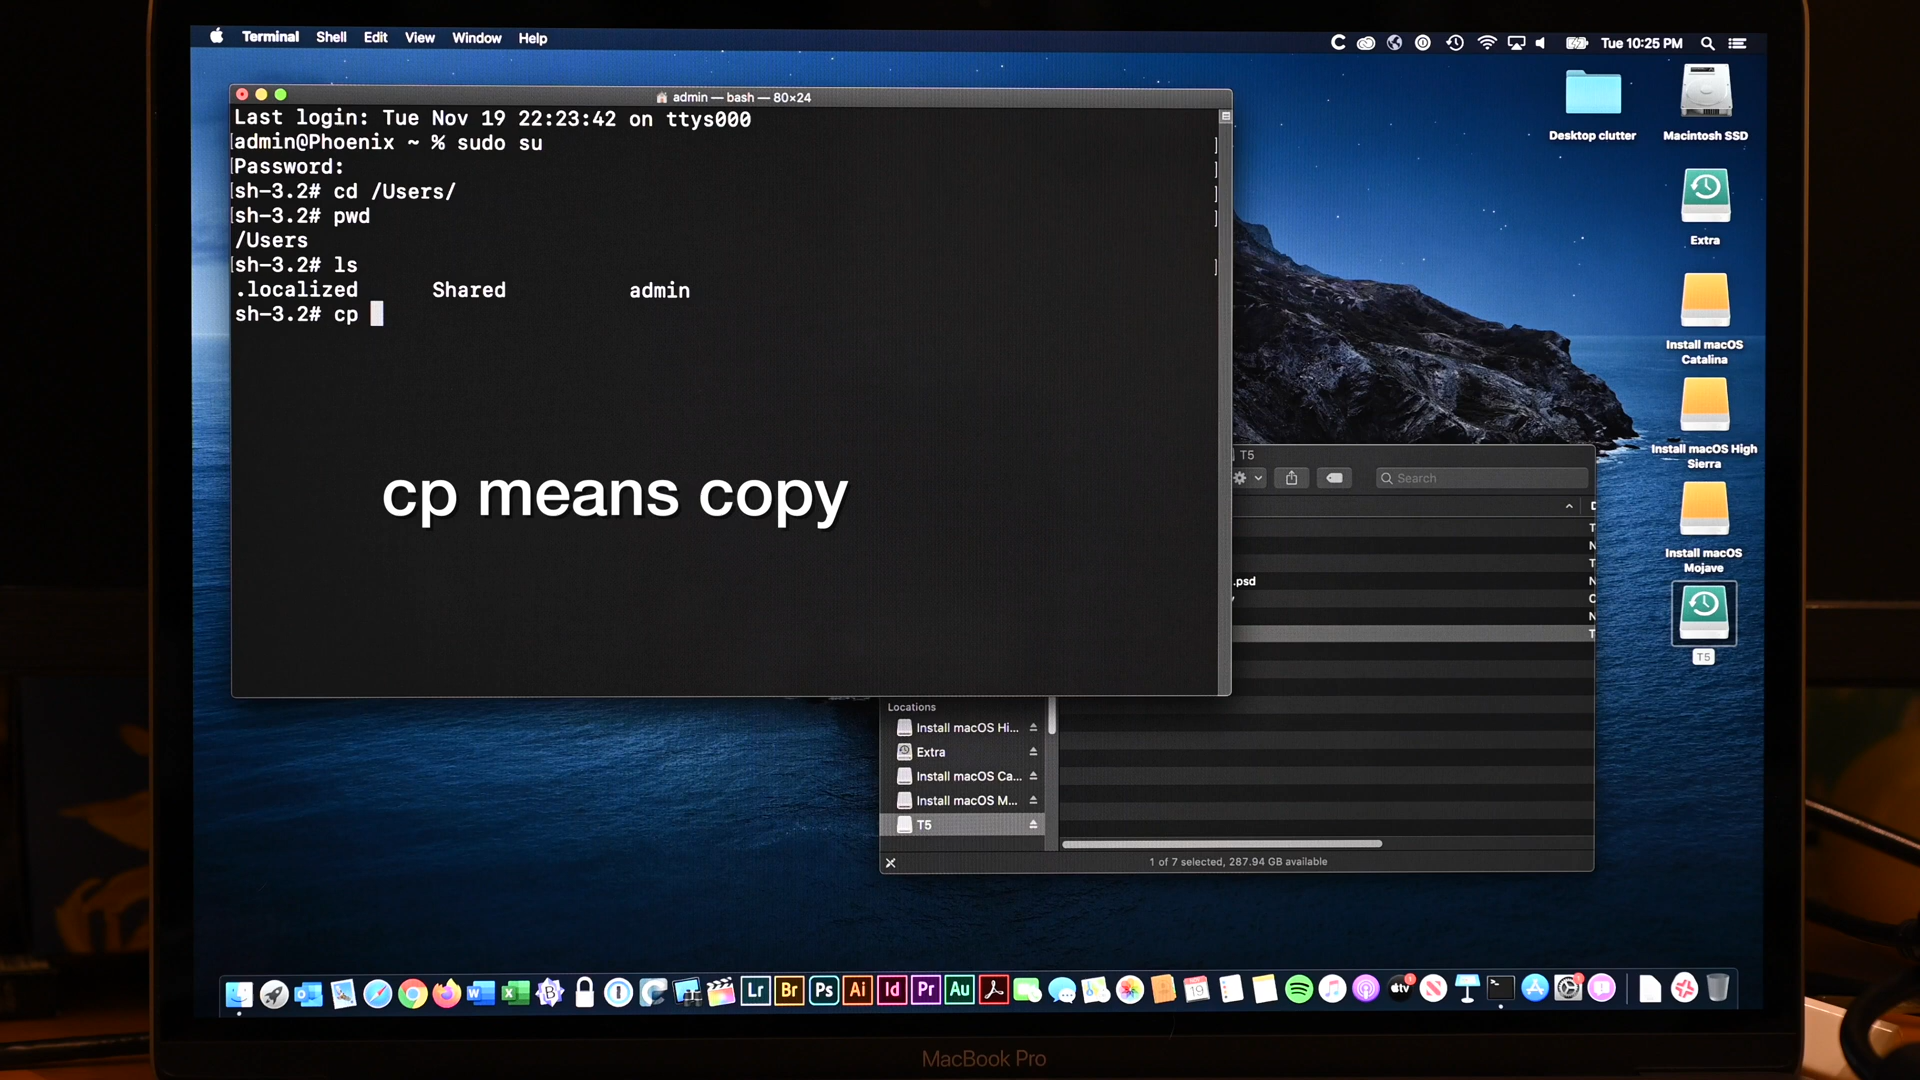 Terminal Shell Edit View Window Help
Tue 10:25 PM
admin — bash — 80×24
Last login: Tue Nov 19 22:23:42 on ttys000
[admin@Phoenix ~ % sudo su ]
[Password: ]
[sh-3.2# cd /Users/ ]
[sh-3.2# pwd ]
/Users
[sh-3.2# ls ]
.localized Shared admin
sh-3.2# cp
cp means copy
Desktop clutter
Macintosh SSD
Extra
Install macOS
Catalina
Install macOS High
Sierra
Install macOS
Mojave
T5
T5
Search
.psd
Locations
Install macOS Hi...
Extra
Install macOS Ca...
Install macOS M...
T5
1 of 7 selected, 287.94 GB available
Lr Br Ps Ai Id Pr Au
19
tv
MacBook Pro